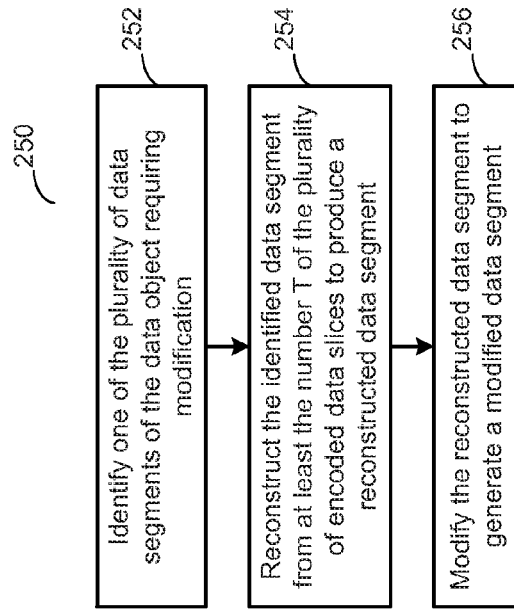 250
252
Identify one of the plurality of data
segments of the data object requiring
modification
254
Reconstruct the identified data segment
from at least the number T of the plurality
of encoded data slices to produce a
reconstructed data segment
256
Modify the reconstructed data segment to
generate a modified data segment